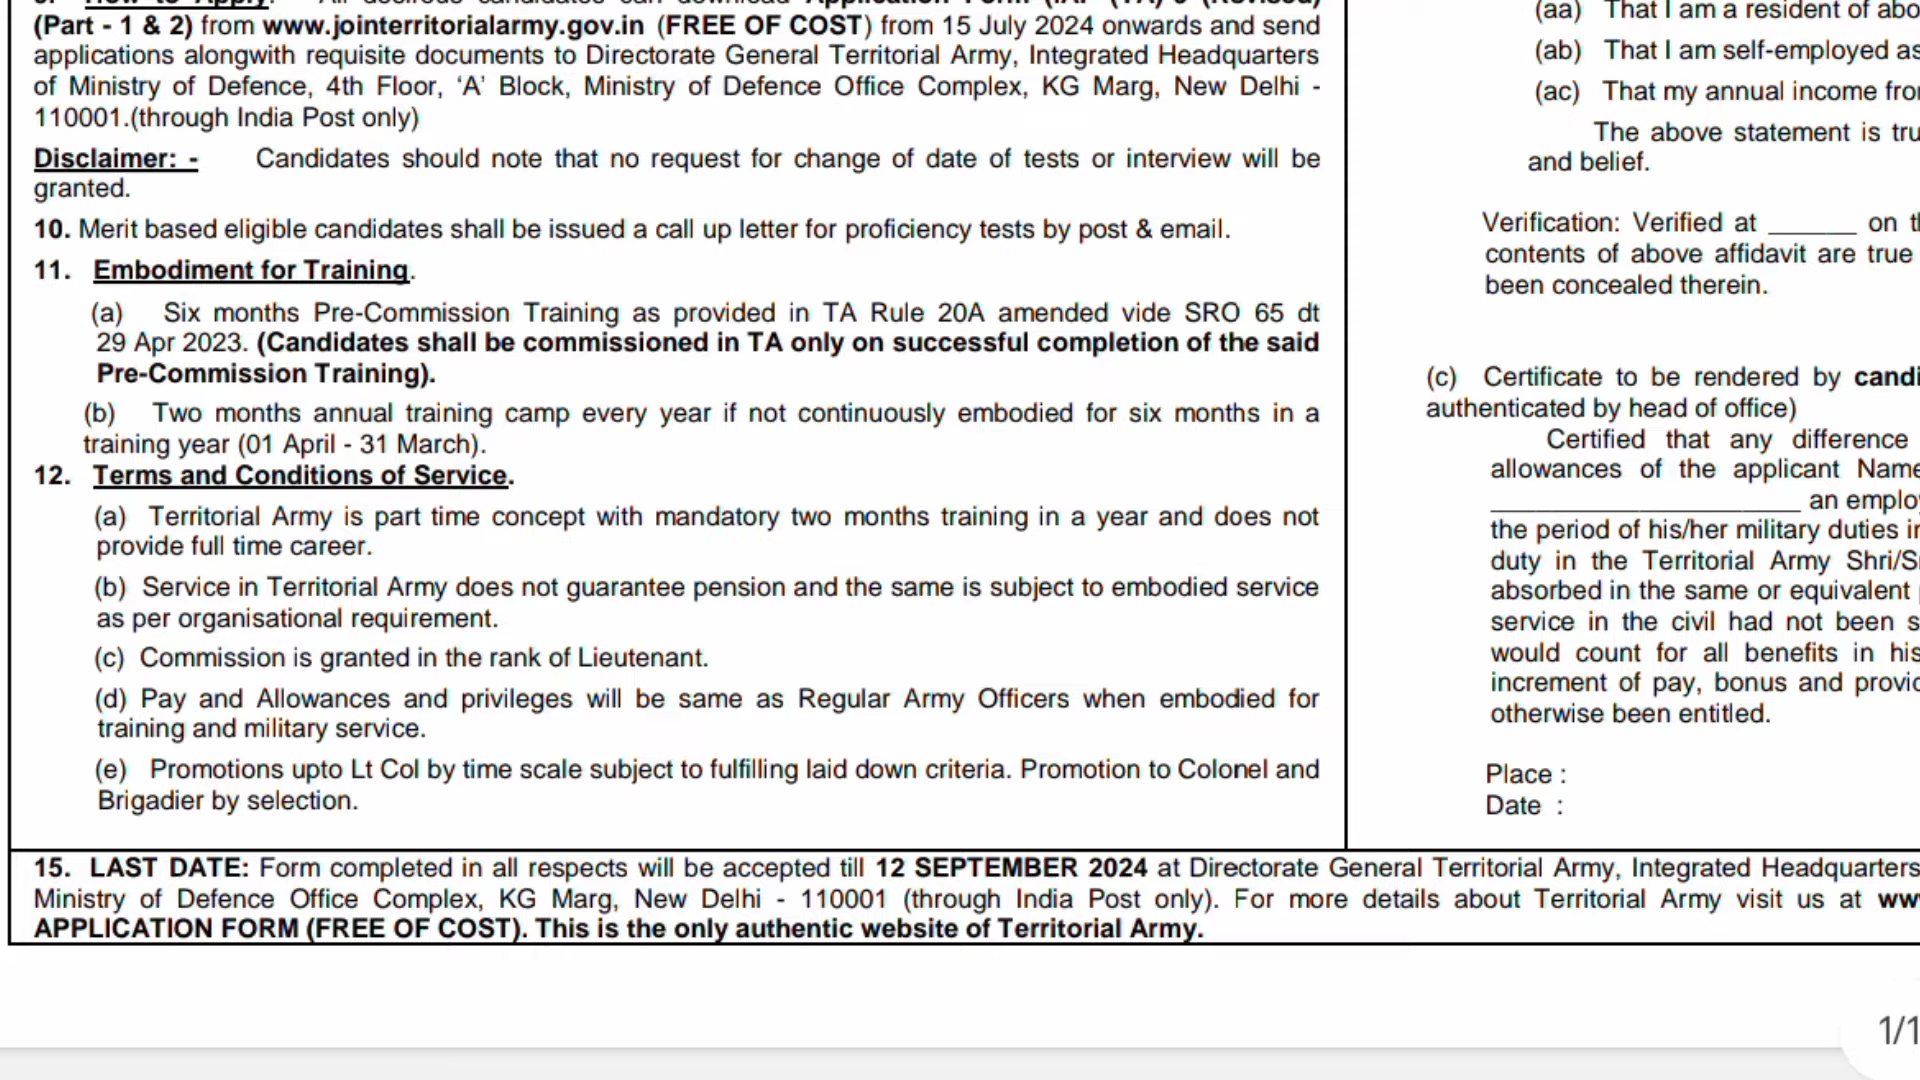 (Part - 1 & 2) from www.jointerritorialarmy.gov.in (FREE OF COST) from 15 July 2024 onwards and send
applications alongwith requisite documents to Directorate General Territorial Army, Integrated Headquarters
of Ministry of Defence, 4th Floor, ‘A’ Block, Ministry of Defence Office Complex, KG Marg, New Delhi -
110001.(through India Post only)
Disclaimer: - Candidates should note that no request for change of date of tests or interview will be
granted.
10. Merit based eligible candidates shall be issued a call up letter for proficiency tests by post & email.
11. Embodiment for Training.
(a) Six months Pre-Commission Training as provided in TA Rule 20A amended vide SRO 65 dt
29 Apr 2023. (Candidates shall be commissioned in TA only on successful completion of the said
Pre-Commission Training).
(b) Two months annual training camp every year if not continuously embodied for six months in a
training year (01 April - 31 March).
12. Terms and Conditions of Service.
(a) Territorial Army is part time concept with mandatory two months training in a year and does not
provide full time career.
(b) Service in Territorial Army does not guarantee pension and the same is subject to embodied service
as per organisational requirement.
(c) Commission is granted in the rank of Lieutenant.
(d) Pay and Allowances and privileges will be same as Regular Army Officers when embodied for
training and military service.
(e) Promotions upto Lt Col by time scale subject to fulfilling laid down criteria. Promotion to Colonel and
Brigadier by selection.
(aa) That I am a resident of
(ab) That I am self-employed as
(ac) That my annual income
The above statement is
and belief.
Verification: Verified at ______ on
contents of above affidavit are true
been concealed therein.
(c) Certificate to be rendered by
authenticated by head of office)
Certified that any difference
allowances of the applicant
_____________________ an
the period of his/her military duties
duty in the Territorial Army
absorbed in the same or equivalent
service in the civil had not been
would count for all benefits in
increment of pay, bonus and
otherwise been entitled.
Place :
Date :
15. LAST DATE: Form completed in all respects will be accepted till 12 SEPTEMBER 2024 at Directorate General Territorial Army, Integrated Headquarters
Ministry of Defence Office Complex, KG Marg, New Delhi - 110001 (through India Post only). For more details about Territorial Army visit us at
APPLICATION FORM (FREE OF COST). This is the only authentic website of Territorial Army.
1/1